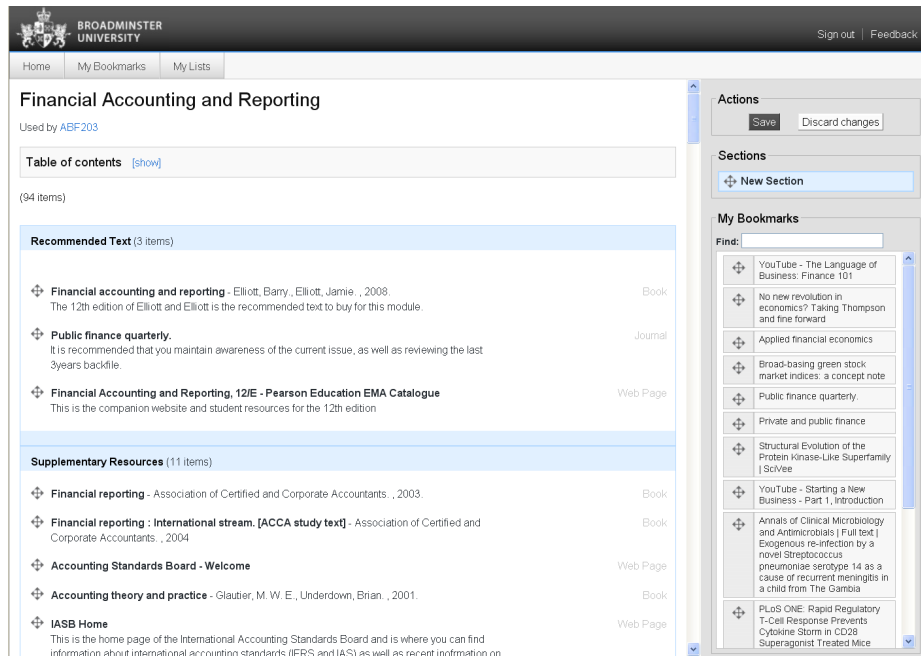 BROADMINSTER
UNIVERSITY
Sign out | Feedback
Home
My Bookmarks
My Lists
Financial Accounting and Reporting
Used by ABF203
Table of contents [show]
(94 items)
Recommended Text (3 items)
Financial accounting and reporting - Elliott, Barry., Elliott, Jamie. , 2008.
Book
The 12th edition of Elliott and Elliott is the recommended text to buy for this module.
Public finance quarterly.
Journal
It is recommended that you maintain awareness of the current issue, as well as reviewing the last
3years backfile.
Financial Accounting and Reporting, 12/E - Pearson Education EMA Catalogue
Web Page
This is the companion website and student resources for the 12th edition
Supplementary Resources (11 items)
Financial reporting - Association of Certified and Corporate Accountants. , 2003.
Book
Financial reporting : International stream. [ACCA study text] - Association of Certified and
Book
Corporate Accountants. , 2004
Accounting Standards Board - Welcome
Web Page
Accounting theory and practice - Glautier, M. W. E., Underdown, Brian. , 2001.
Book
IASB Home
Web Page
This is the home page of the International Accounting Standards Board and is where you can find
information about international accounting standards (IFRS and IAS) as well as recent inofrmation on
Actions
Save
Discard changes
Sections
New Section
My Bookmarks
Find:
YouTube - The Language of
Business: Finance 101
No new revolution in
economics? Taking Thompson
and fine forward
Applied financial economics
Broad-basing green stock
market indices: a concept note
Public finance quarterly.
Private and public finance
Structural Evolution of the
Protein Kinase-Like Superfamily
| SciVee
YouTube - Starting a New
Business - Part 1, Introduction
Annals of Clinical Microbiology
and Antimicrobials | Full text |
Exogenous re-infection by a
novel Streptococcus
pneumoniae serotype 14 as a
cause of recurrent meningitis in
a child from The Gambia
PLoS ONE: Rapid Regulatory
T-Cell Response Prevents
Cytokine Storm in CD28
Superagonist Treated Mice